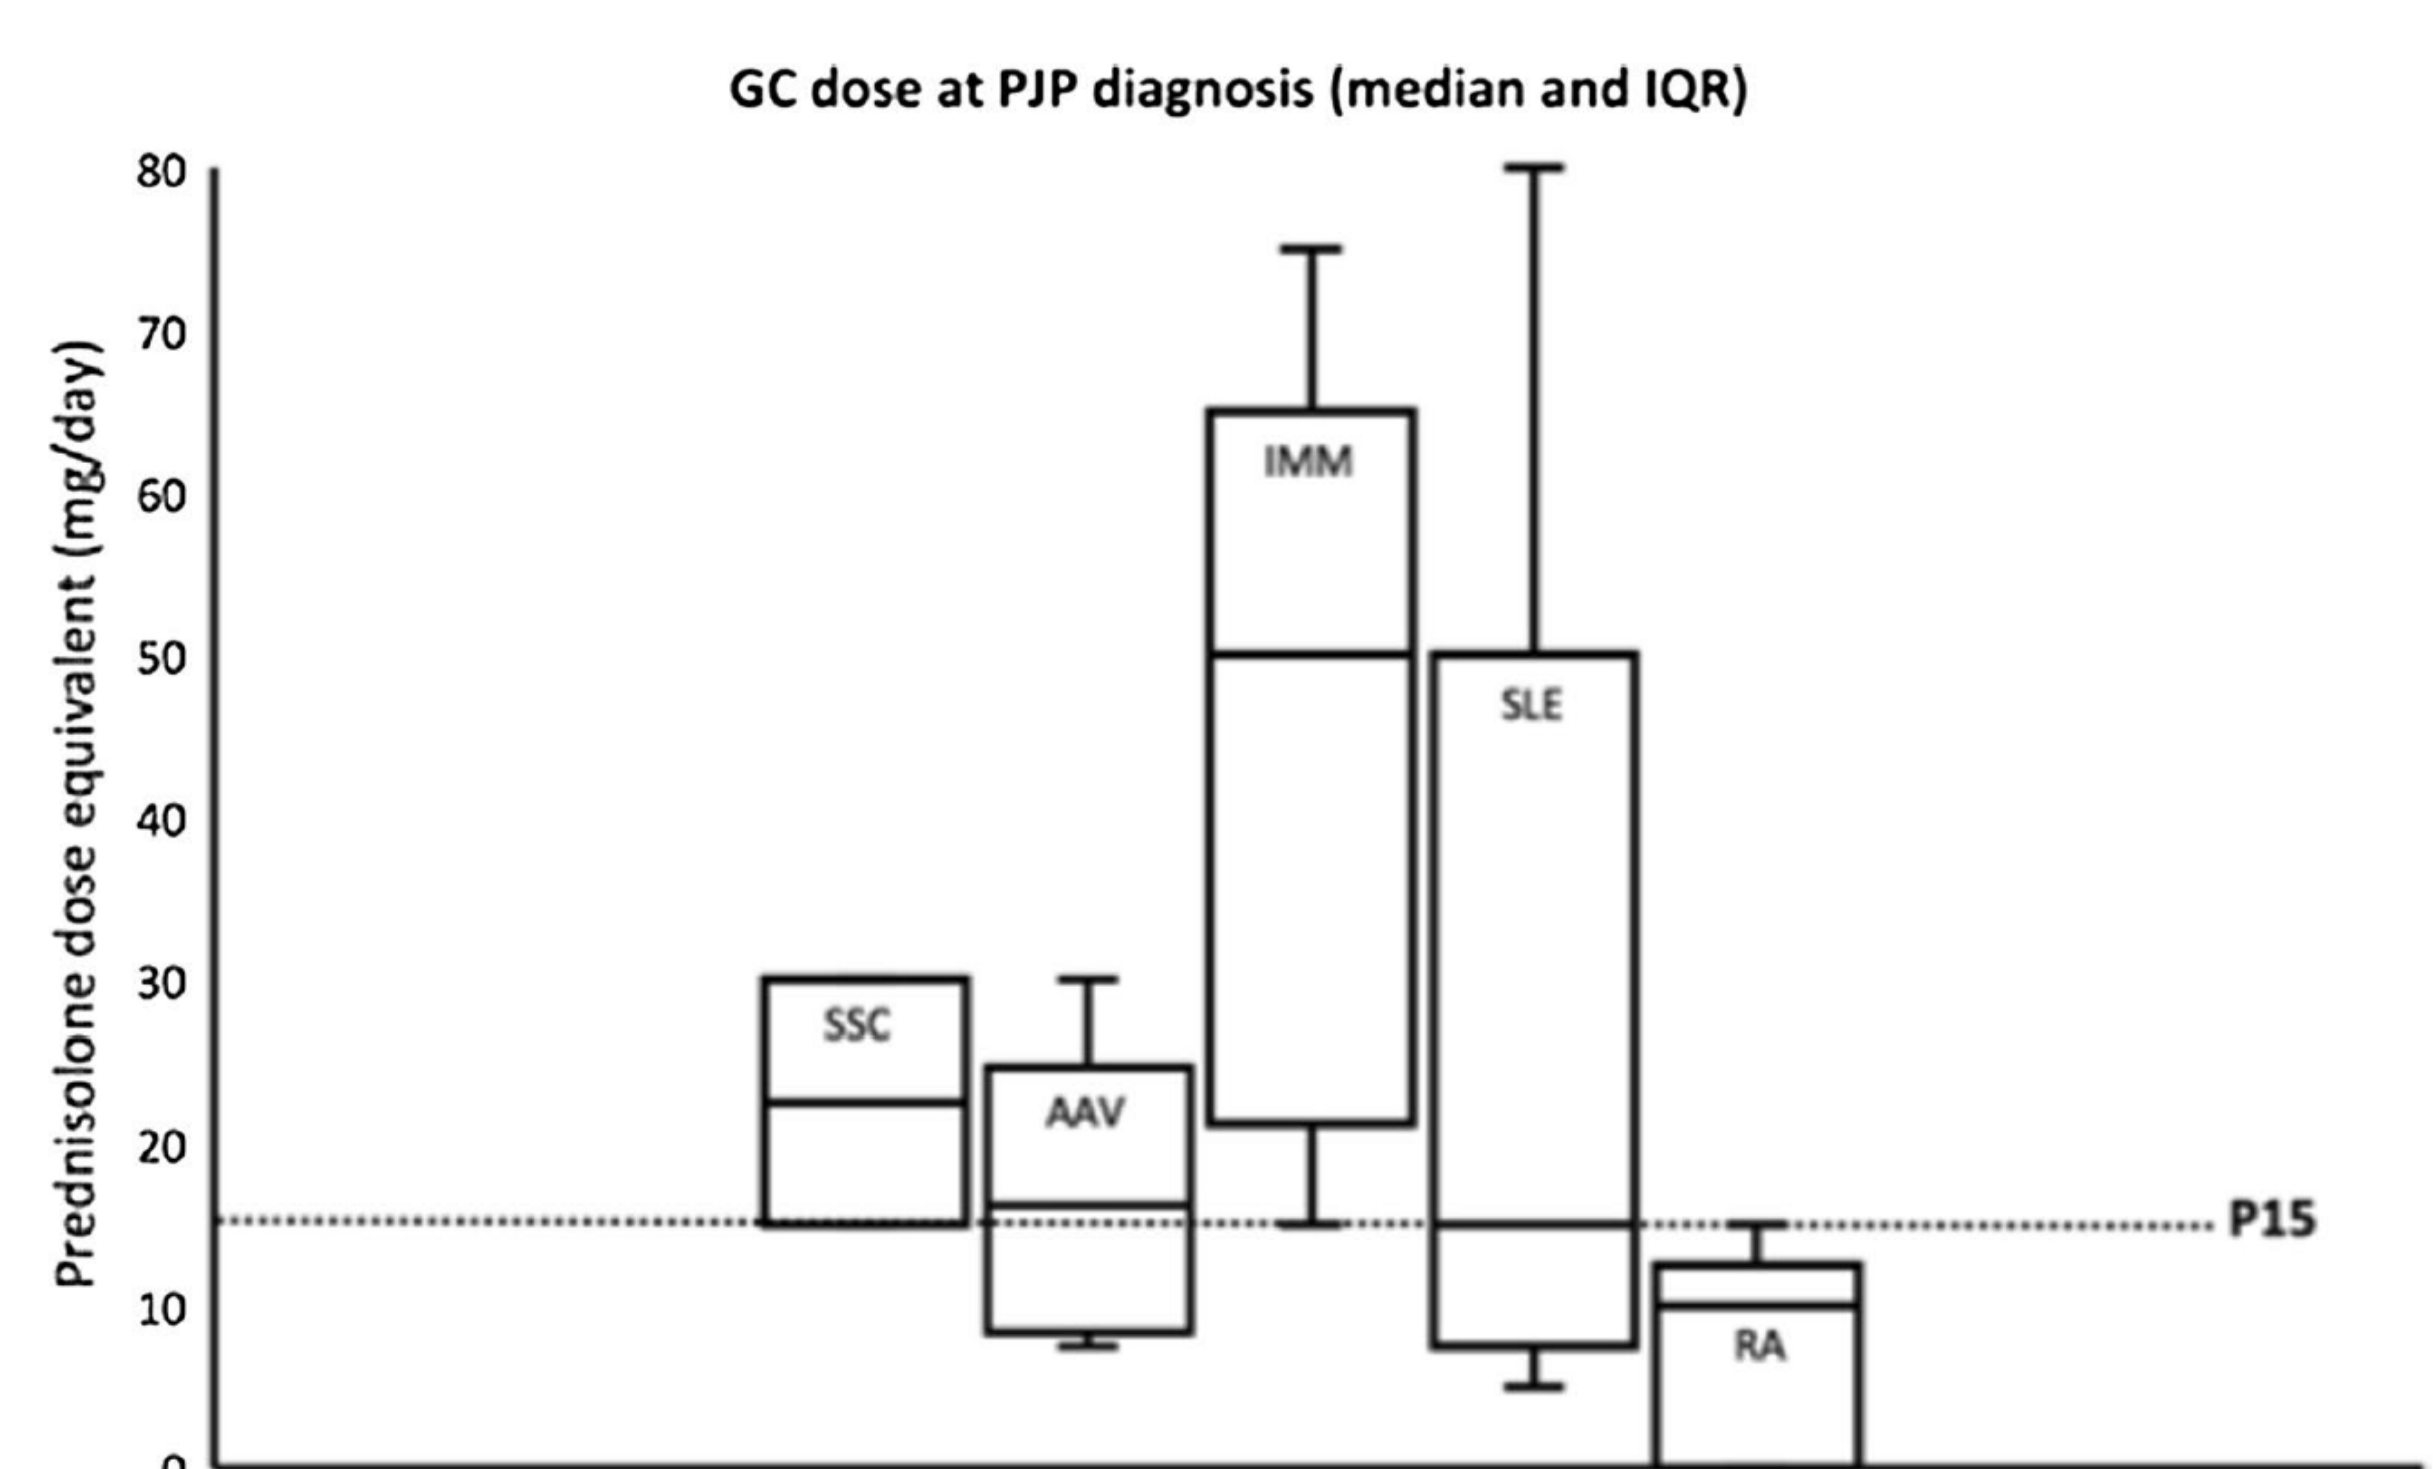 GC dose at PJP diagnosis (median and IQR)
Prednisolone dose equivalent (mg/day)
80
70
60
50
40
30
20
10
0
IMM
SLE
SSC
AAV
P15
RA